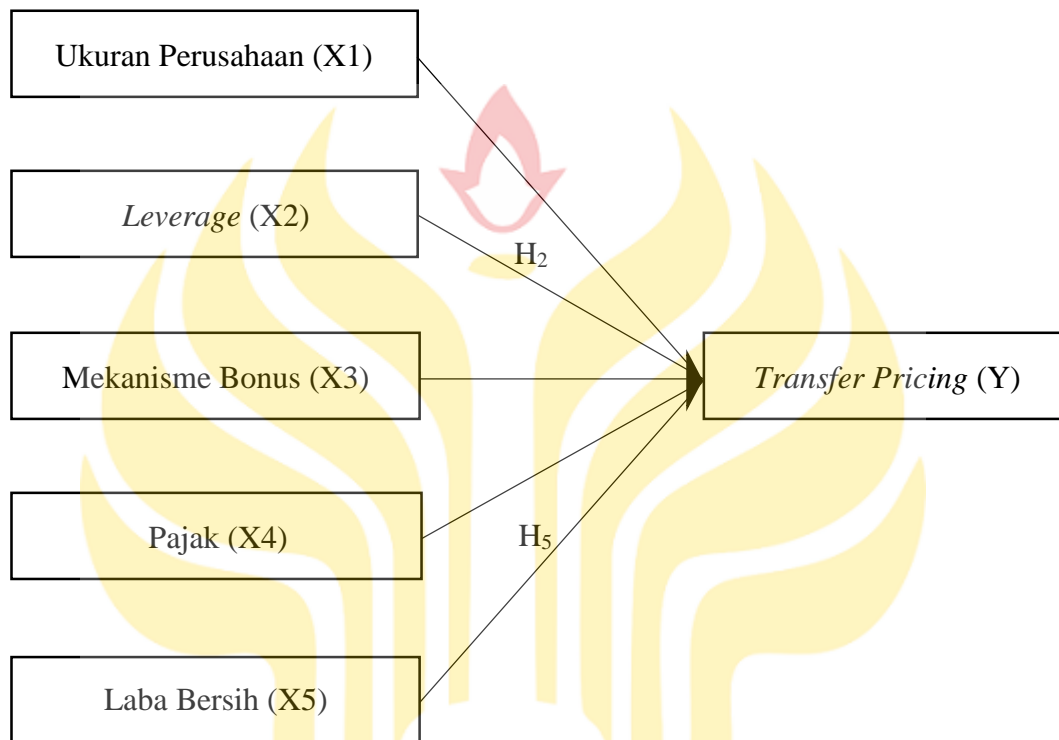 Ukuran Perusahaan (X1)
Leverage (X2)
H₂
Mekanisme Bonus (X3)
Transfer Pricing (Y)
Pajak (X4)
H₅
Laba Bersih (X5)